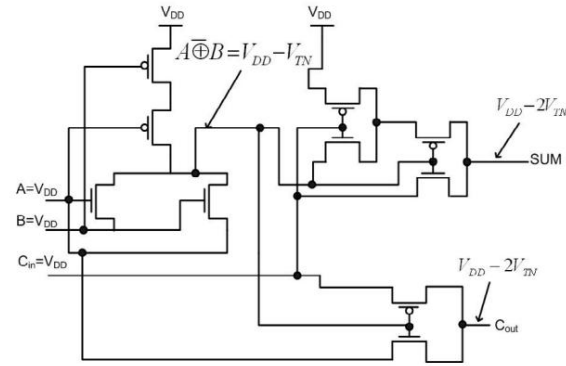 V_DD V_DD
A⊕̅B=V_DD−V_TN
V_DD−2V_TN
SUM
A=V_DD
B=V_DD
C_in=V_DD
V_DD−2V_TN
C_out